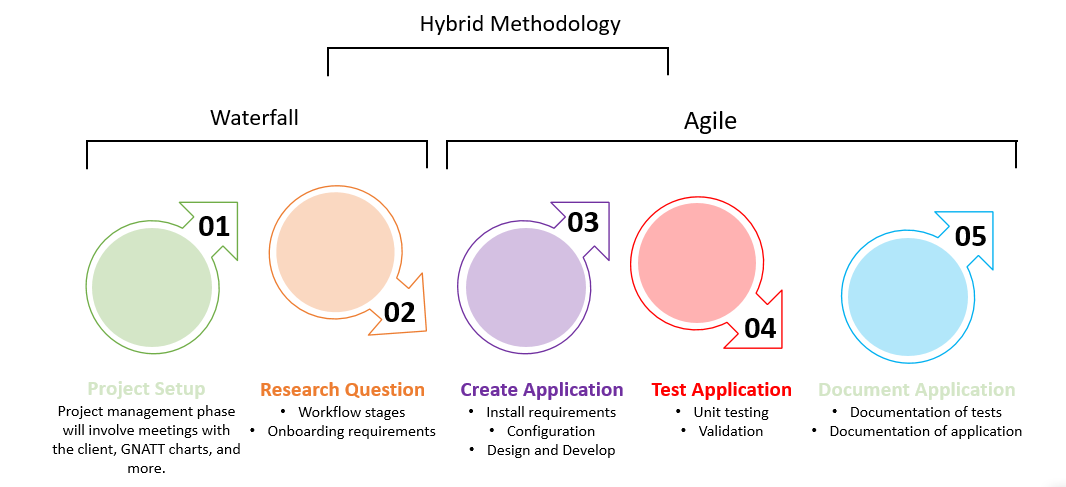 Hybrid Methodology
Waterfall
Agile
01
02
03
04
05
Project Setup
Project management phase
will involve meetings with
the client, GNATT charts, and
more.
Research Question
• Workflow stages
• Onboarding requirements
Create Application
• Install requirements
• Configuration
• Design and Develop
Test Application
• Unit testing
• Validation
Document Application
• Documentation of tests
• Documentation of application